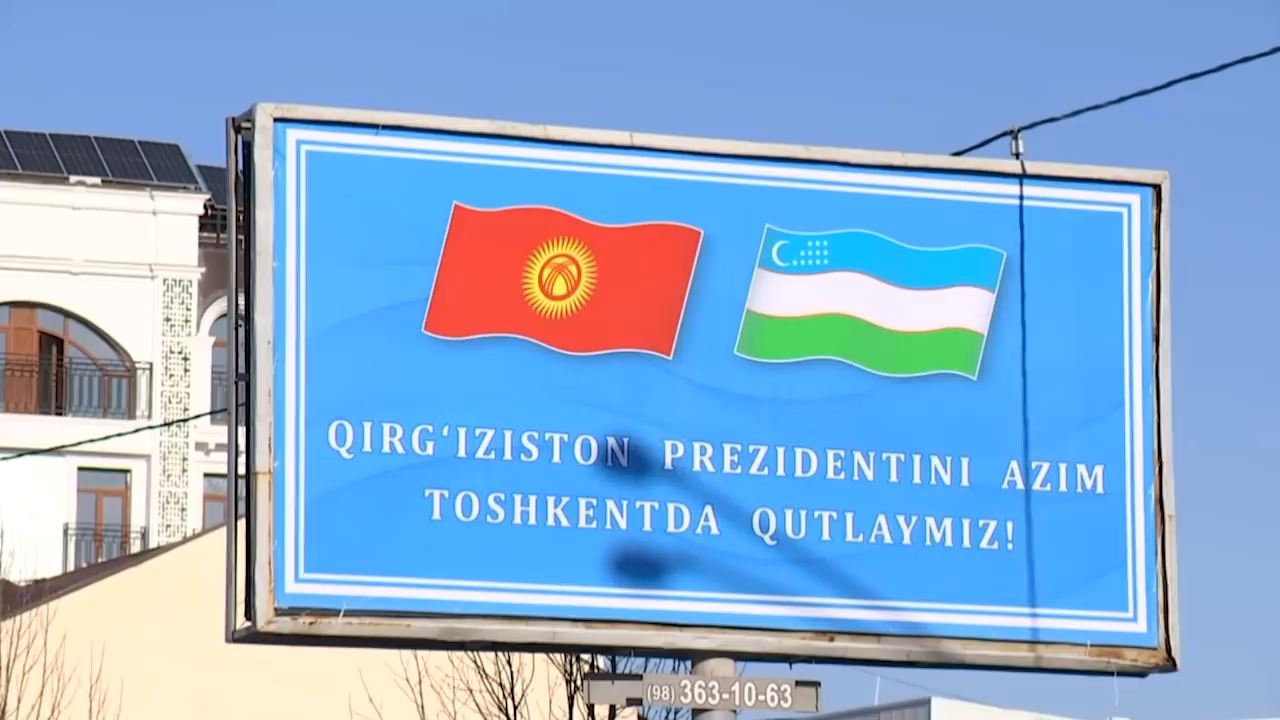 QIRG‘IZISTON PREZIDENTINI AZIM
TOSHKENTDA QUTLAYMIZ!
(98) 363-10-63